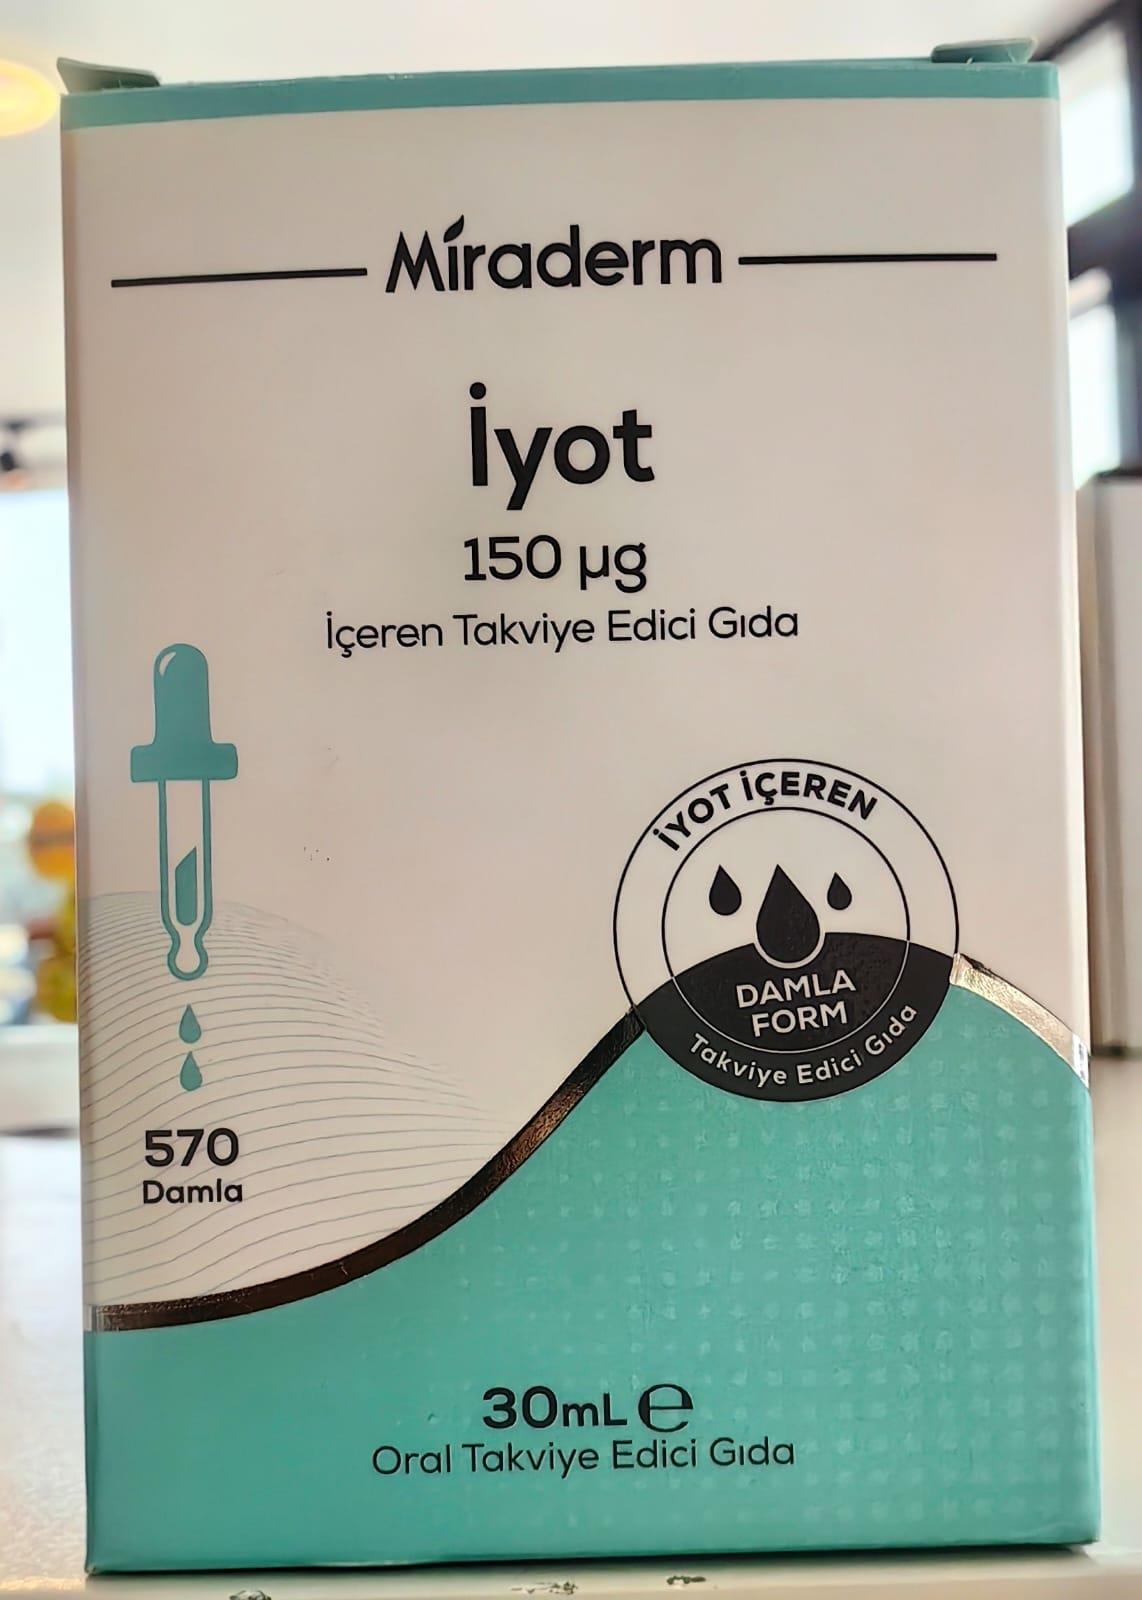 Miraderm
İyot
150 µg
İçeren Takviye Edici Gıda
İYOT İÇEREN
DAMLA
FORM
Takviye Edici Gıda
570
Damla
30mL ℮
Oral Takviye Edici Gıda